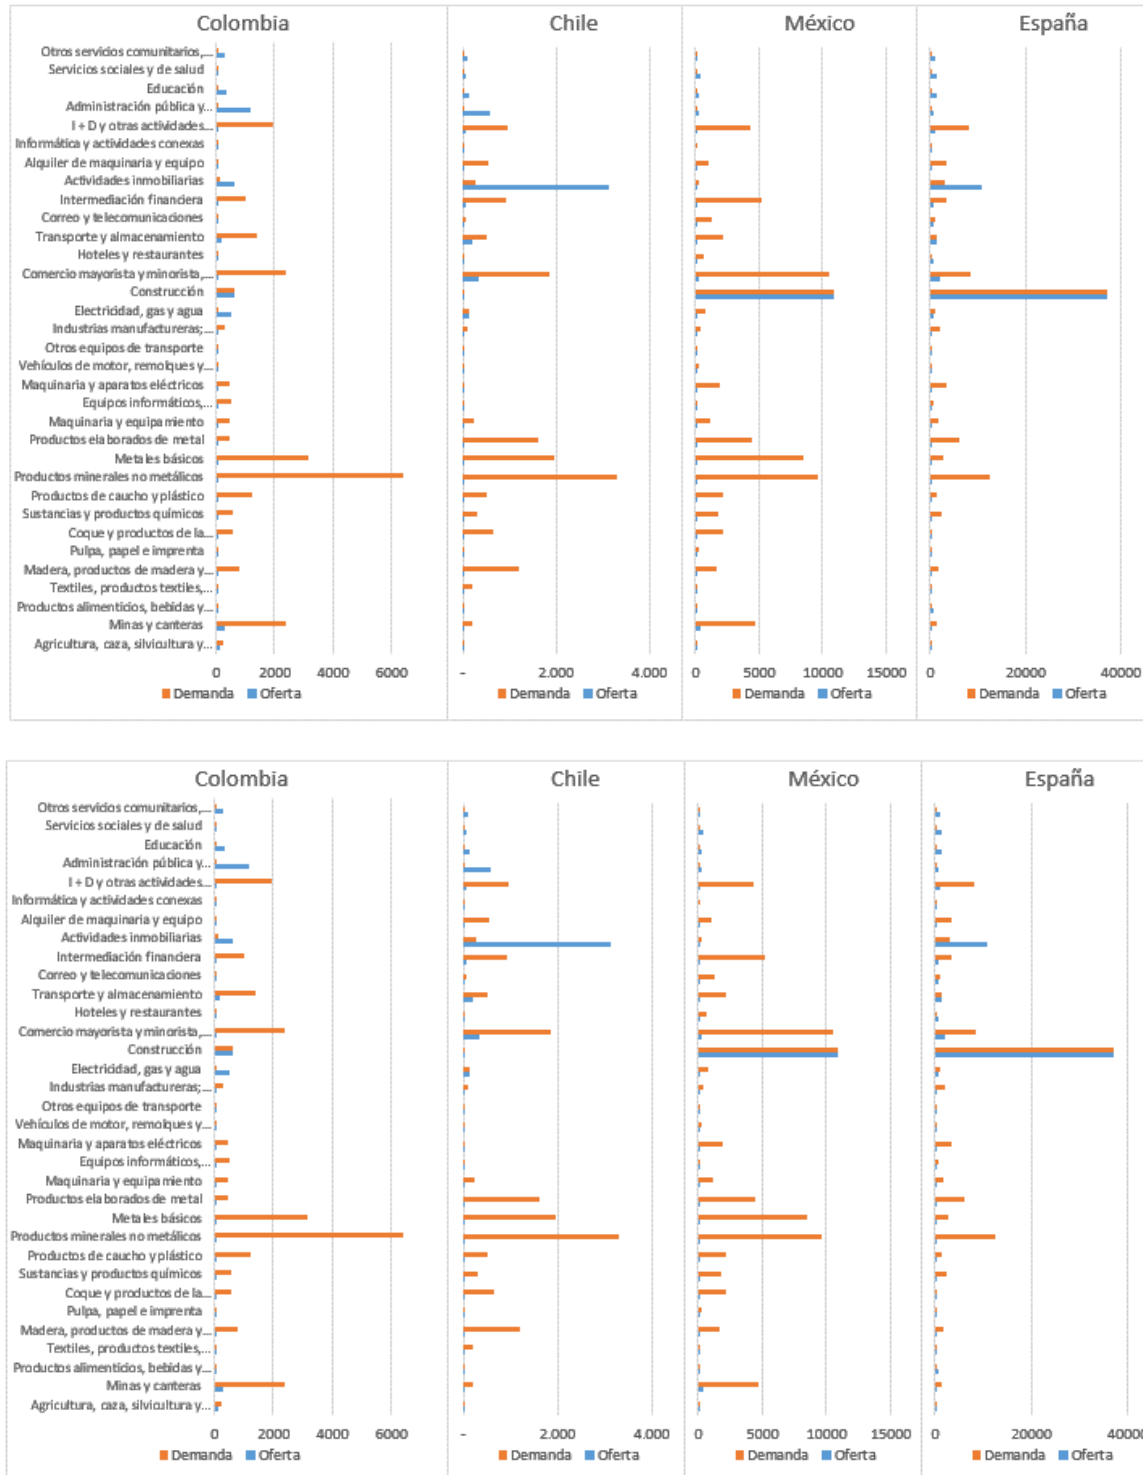 Colombia Chile México España
Otros servicios comunitarios,...
Servicios sociales y de salud
Educación
Administración pública y...
I + D y otras actividades...
Informática y actividades conexas
Alquiler de maquinaria y equipo
Actividades inmobiliarias
Intermediación financiera
Correo y telecomunicaciones
Transporte y almacenamiento
Hoteles y restaurantes
Comercio mayorista y minorista,...
Construcción
Electricidad, gas y agua
Industrias manufactureras;...
Otros equipos de transporte
Vehículos de motor, remolques y...
Maquinaria y aparatos eléctricos
Equipos informáticos,...
Maquinaria y equipamiento
Productos elaborados de metal
Metales básicos
Productos minerales no metálicos
Productos de caucho y plástico
Sustancias y productos químicos
Coque y productos de la...
Pulpa, papel e imprenta
Madera, productos de madera y...
Textiles, productos textiles,...
Productos alimenticios, bebidas y...
Minas y canteras
Agricultura, caza, silvicultura y...
0 2000 4000 6000 - 2.000 4.000 0 5000 10000 15000 0 20000 40000
Demanda Oferta Demanda Oferta Demanda Oferta Demanda Oferta
Colombia Chile México España
Otros servicios comunitarios,...
Servicios sociales y de salud
Educación
Administración pública y...
I + D y otras actividades...
Informática y actividades conexas
Alquiler de maquinaria y equipo
Actividades inmobiliarias
Intermediación financiera
Correo y telecomunicaciones
Transporte y almacenamiento
Hoteles y restaurantes
Comercio mayorista y minorista,...
Construcción
Electricidad, gas y agua
Industrias manufactureras;...
Otros equipos de transporte
Vehículos de motor, remolques y...
Maquinaria y aparatos eléctricos
Equipos informáticos,...
Maquinaria y equipamiento
Productos elaborados de metal
Metales básicos
Productos minerales no metálicos
Productos de caucho y plástico
Sustancias y productos químicos
Coque y productos de la...
Pulpa, papel e imprenta
Madera, productos de madera y...
Textiles, productos textiles,...
Productos alimenticios, bebidas y...
Minas y canteras
Agricultura, caza, silvicultura y...
0 2000 4000 6000 - 2.000 4.000 0 5000 10000 15000 0 20000 40000
Demanda Oferta Demanda Oferta Demanda Oferta Demanda Oferta